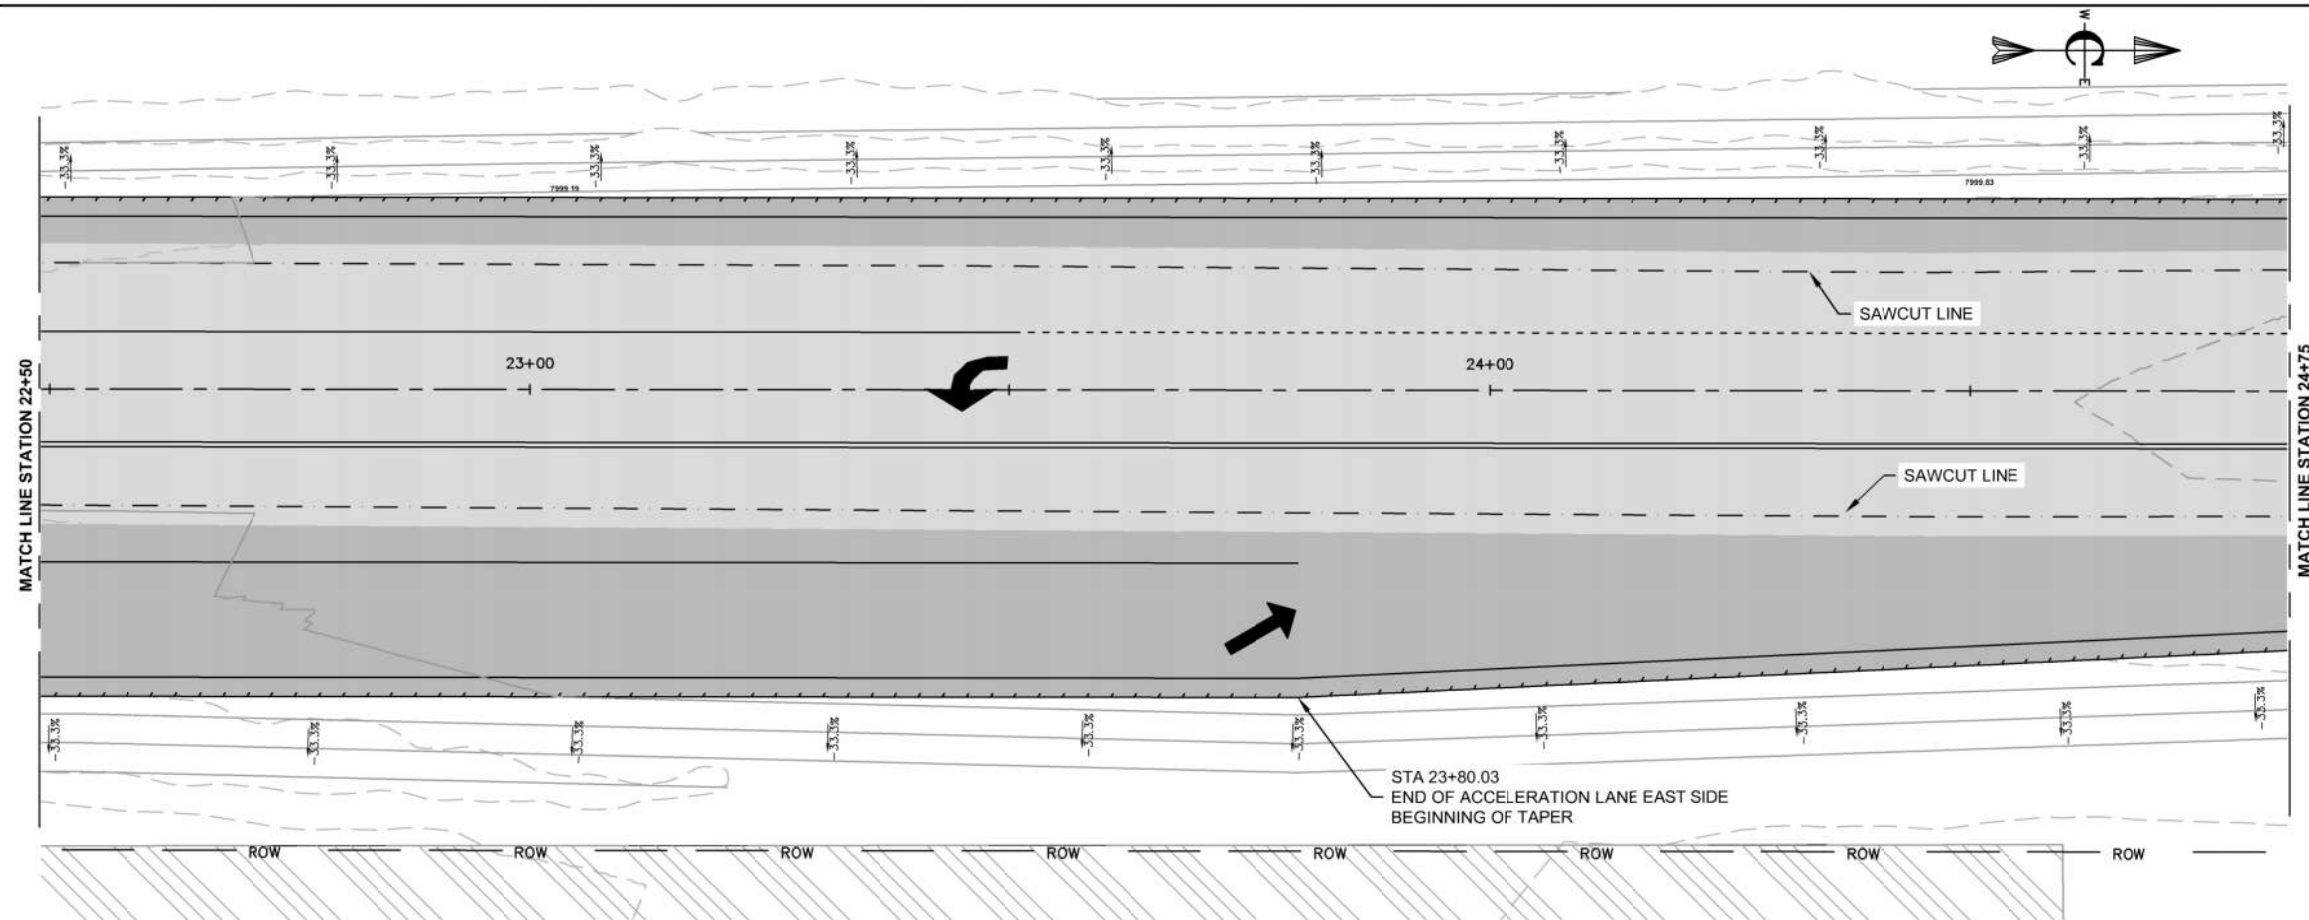 W
E
-33.3%
-33.3%
-33.3%
-33.3%
-33.3%
-33.3%
-33.3%
-33.3%
-33.3%
-33.3%
7999.19
7999.83
SAWCUT LINE
23+00
24+00
MATCH LINE STATION 22+50
MATCH LINE STATION 24+75
SAWCUT LINE
-33.3%
-33.3%
-33.3%
-33.3%
-33.3%
-33.3%
-33.3%
-33.3%
-33.3%
-33.3%
STA 23+80.03
END OF ACCELERATION LANE EAST SIDE
BEGINNING OF TAPER
ROW ROW ROW ROW ROW ROW ROW ROW